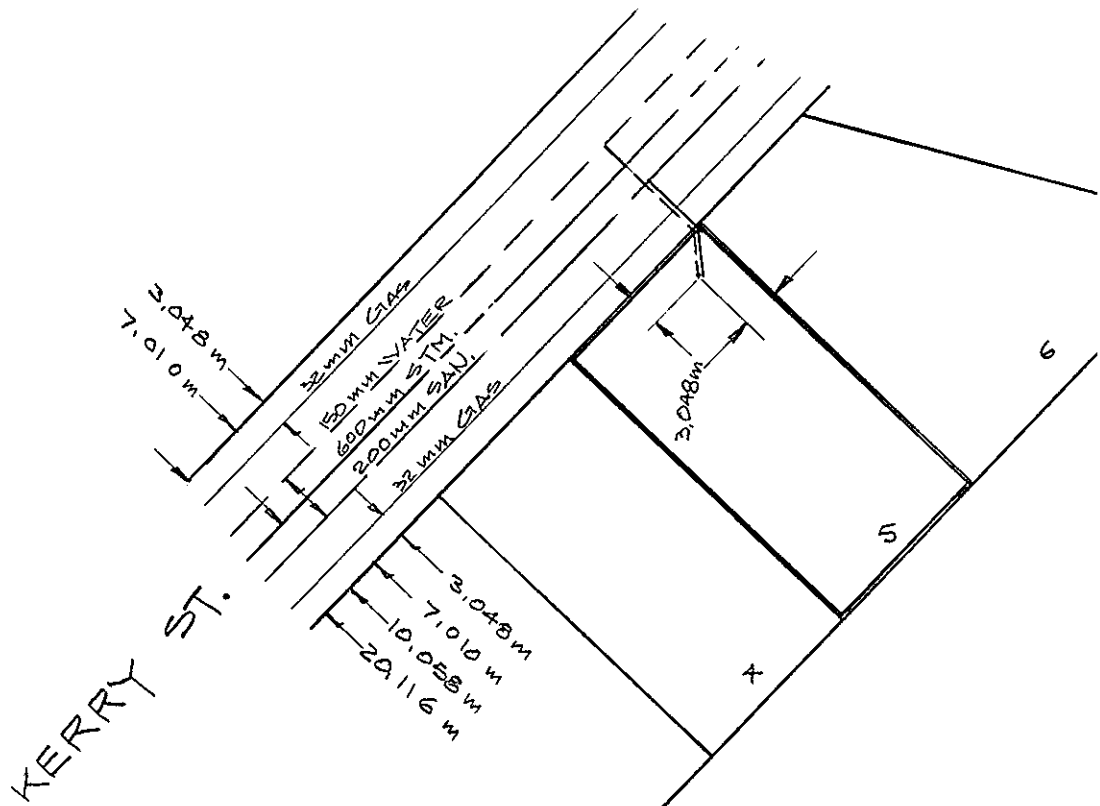 3.048 m
7.010 m
32 mm GAS
150 mm WATER
600 mm STM.
200 mm SAN.
32 mm GAS
3.048 m
6
5
4
3.048 m
7.010 m
10.058 m
20.116 m
KERRY ST.